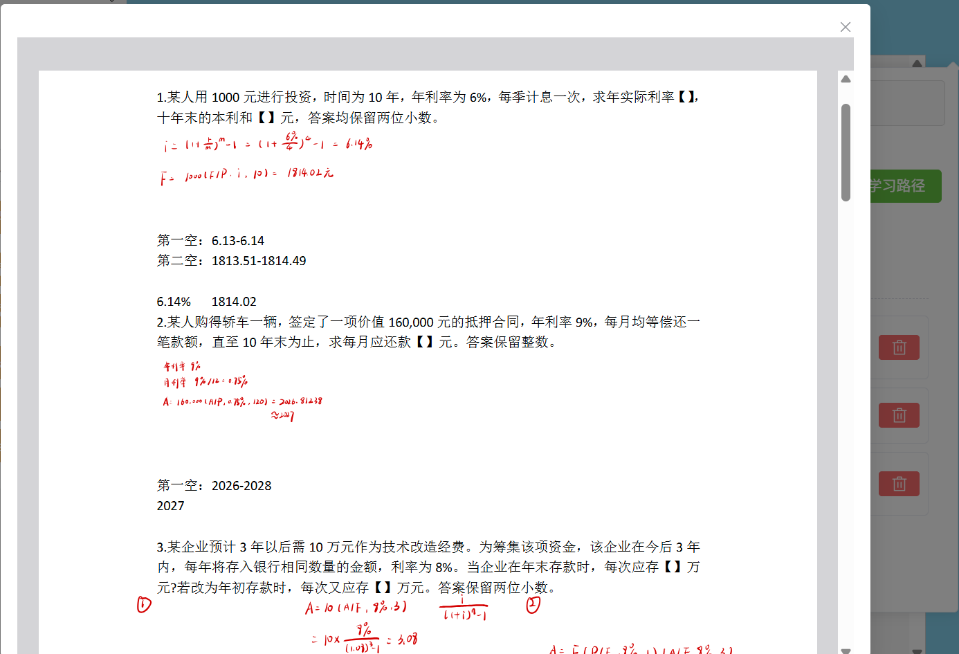 1.某人用 1000 元进行投资，时间为 10 年，年利率为 6%，每季计息一次，求年实际利率【】，
十年末的本利和【 】元，答案均保留两位小数。
i = (1+ r/m)^m -1 = (1+ 6%/4)^4 -1 = 6.14%
F= 1000(F/P, i, 10) = 1814.02元
第一空：6.13-6.14
第二空：1813.51-1814.49
6.14% 1814.02
2.某人购得轿车一辆，签定了一项价值 160,000 元的抵押合同，年利率 9%，每月均等偿还一
笔款额，直至 10 年末为止，求每月应还款【 】元。答案保留整数。
年利率 9%
月利率 9%/12 = 0.75%
A= 160,000(A/P, 0.75%, 120) = 2026.81238
≈2027
第一空：2026-2028
2027
3.某企业预计 3 年以后需 10 万元作为技术改造经费。为筹集该项资金，该企业在今后 3 年
内，每年将存入银行相同数量的金额，利率为 8%。当企业在年末存款时，每次应存【 】万
元?若改为年初存款时，每次又应存【 】万元。答案保留两位小数。
① A=10(A/F, 8%, 3) i/(1+i)^n-1 ②
= 10× 8%/(1.08)^3-1 = 3.08
A= F(P/F, 8%, 1)(A/F, 8%, 3)
学习路径